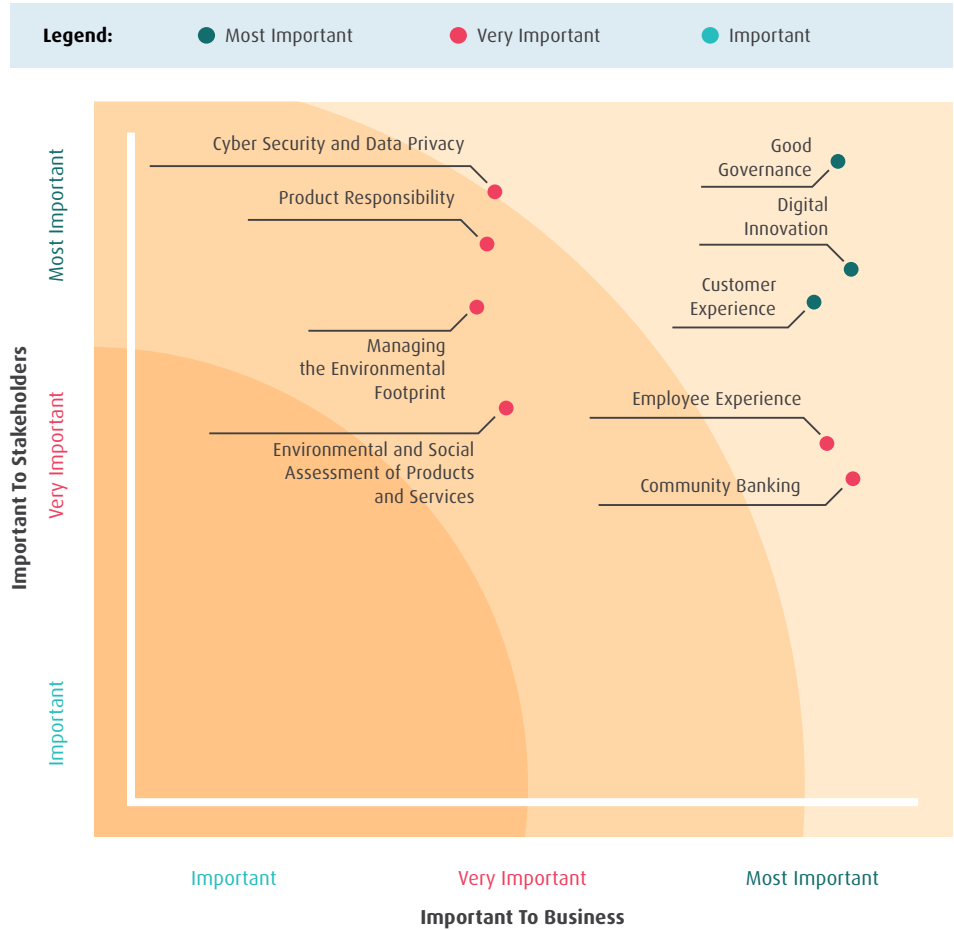 Legend: Most Important Very Important Important
Cyber Security and Data Privacy
Product Responsibility
Managing
the Environmental
Footprint
Environmental and Social
Assessment of Products
and Services
Good
Governance
Digital
Innovation
Customer
Experience
Employee Experience
Community Banking
Important To Stakeholders
Most Important
Very Important
Important
Important Very Important Most Important
Important To Business